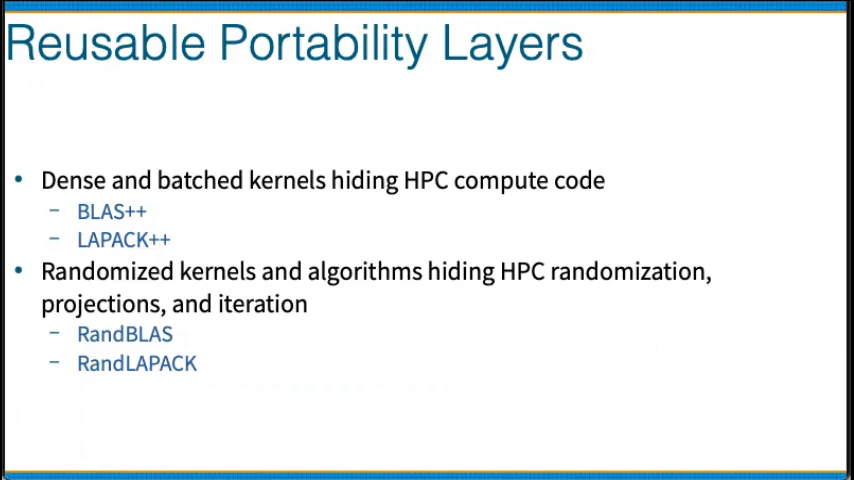 Reusable Portability Layers
• Dense and batched kernels hiding HPC compute code
– BLAS++
– LAPACK++
• Randomized kernels and algorithms hiding HPC randomization,
projections, and iteration
– RandBLAS
– RandLAPACK